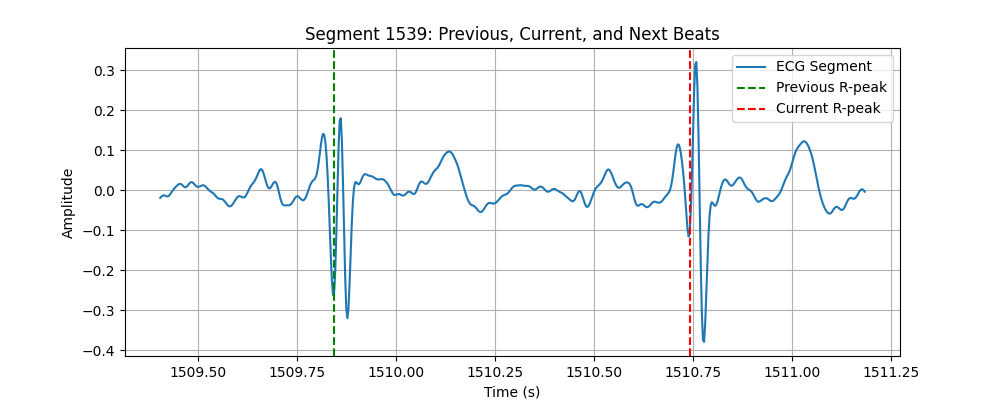 Segment 1539: Previous, Current, and Next Beats
ECG Segment
Previous R-peak
Current R-peak
Amplitude
0.3
0.2
0.1
0.0
−0.1
−0.2
−0.3
−0.4
1509.50 1509.75 1510.00 1510.25 1510.50 1510.75 1511.00 1511.25
Time (s)